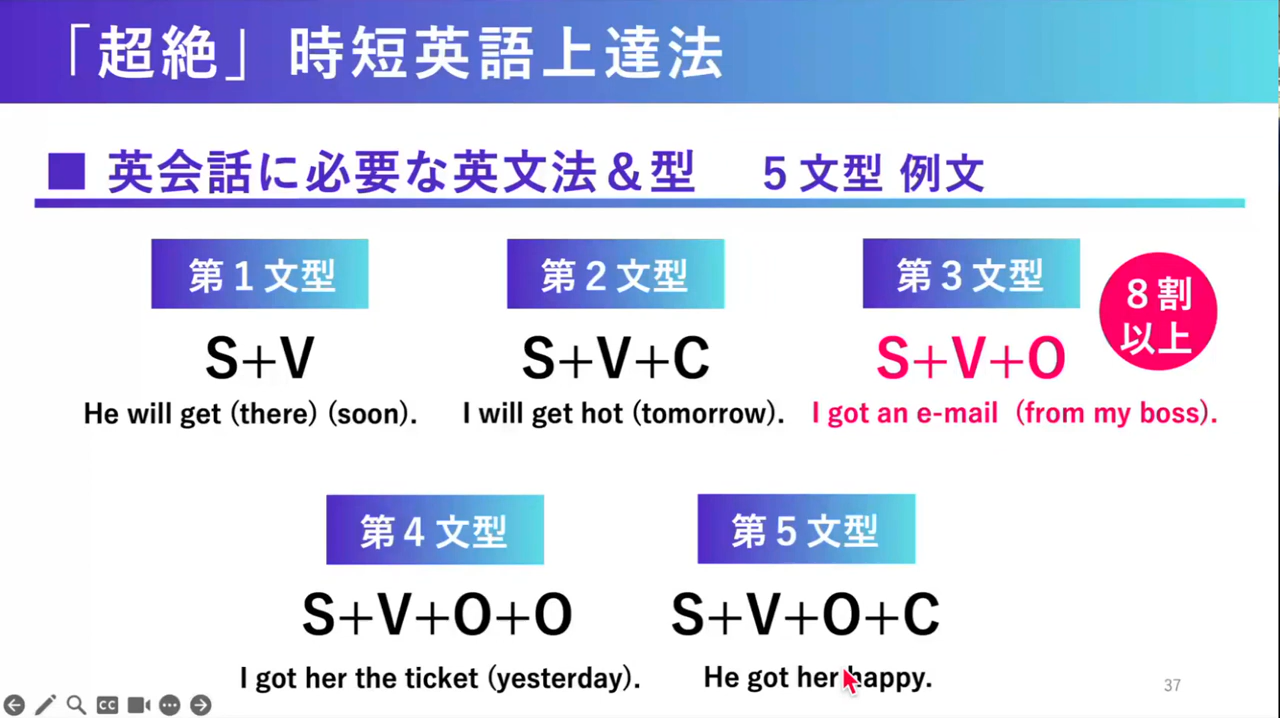 「超絶」時短英語上達法
■ 英会話に必要な英文法＆型　５文型 例文
第１文型
S+V
He will get (there) (soon).
第２文型
S+V+C
I will get hot (tomorrow).
第３文型
８割
以上
S+V+O
I got an e-mail (from my boss).
第４文型
S+V+O+O
I got her the ticket (yesterday).
第５文型
S+V+O+C
He got her happy.
37
CC